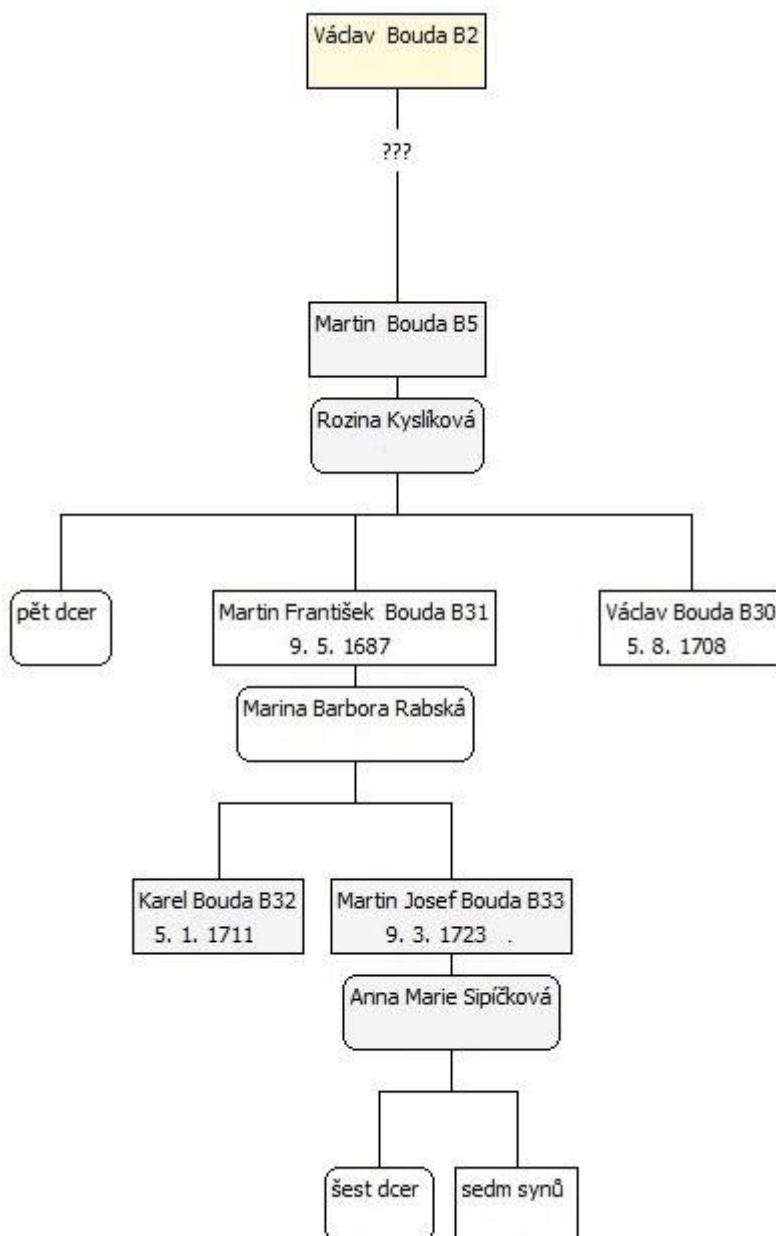 Václav Bouda B2
???
Martin Bouda B5
Rozina Kyslíková
pět dcer
Martin František Bouda B31
9. 5. 1687
Václav Bouda B30
5. 8. 1708
Marina Barbora Rabská
Karel Bouda B32
5. 1. 1711
Martin Josef Bouda B33
9. 3. 1723 .
Anna Marie Sipíčková
šest dcer
sedm synů